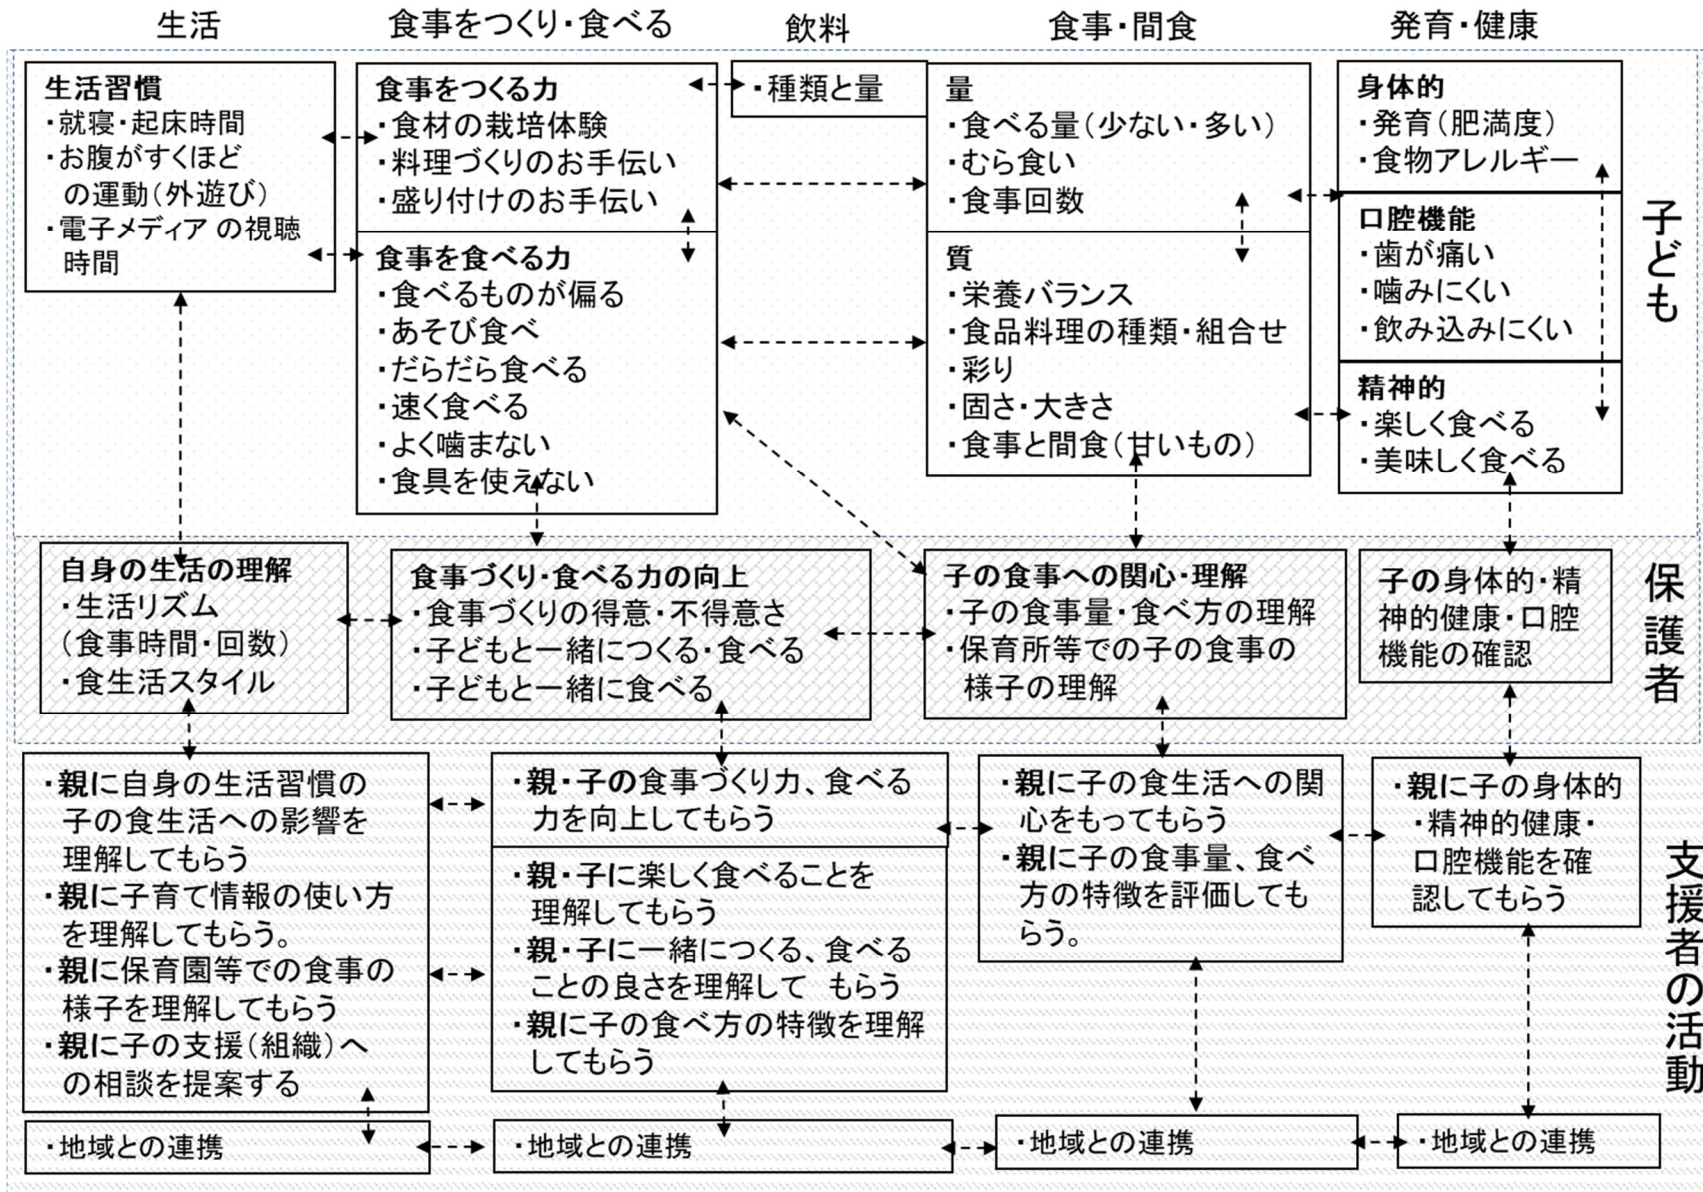 生活
食事をつくり・食べる
飲料
食事・間食
発育・健康
生活習慣
・就寝・起床時間
・お腹がすくほど
の運動（外遊び）
・電子メディア の視聴
時間
食事をつくる力
・食材の栽培体験
・料理づくりのお手伝い
・盛り付けのお手伝い
食事を食べる力
・食べるものが偏る
・あそび食べ
・だらだら食べる
・速く食べる
・よく噛まない
・食具を使えない
・種類と量
量
・食べる量（少ない・多い）
・むら食い
・食事回数
質
・栄養バランス
・食品料理の種類・組合せ
・彩り
・固さ・大きさ
・食事と間食（甘いもの）
身体的
・発育（肥満度）
・食物アレルギー
口腔機能
・歯が痛い
・噛みにくい
・飲み込みにくい
精神的
・楽しく食べる
・美味しく食べる
子ども
自身の生活の理解
・生活リズム
（食事時間・回数）
・食生活スタイル
食事づくり・食べる力の向上
・食事づくりの得意・不得意さ
・子どもと一緒につくる・食べる
・子どもと一緒に食べる
子の食事への関心・理解
・子の食事量・食べ方の理解
・保育所等での子の食事の
様子の理解
子の身体的・精
神的健康・口腔
機能の確認
保護者
・親に自身の生活習慣の
子の食生活への影響を
理解してもらう
・親に子育て情報の使い方
を理解してもらう。
・親に保育園等での食事の
様子を理解してもらう
・親に子の支援（組織）へ
の相談を提案する
・親・子の食事づくり力、食べる
力を向上してもらう
・親・子に楽しく食べることを
理解してもらう
・親・子に一緒につくる、食べる
ことの良さを理解して　もらう
・親に子の食べ方の特徴を理解
してもらう
・親に子の食生活への関
心をもってもらう
・親に子の食事量、食べ
方の特徴を評価しても
らう。
・親に子の身体的
・精神的健康・
口腔機能を確
認してもらう
支援者の活動
・地域との連携
・地域との連携
・地域との連携
・地域との連携